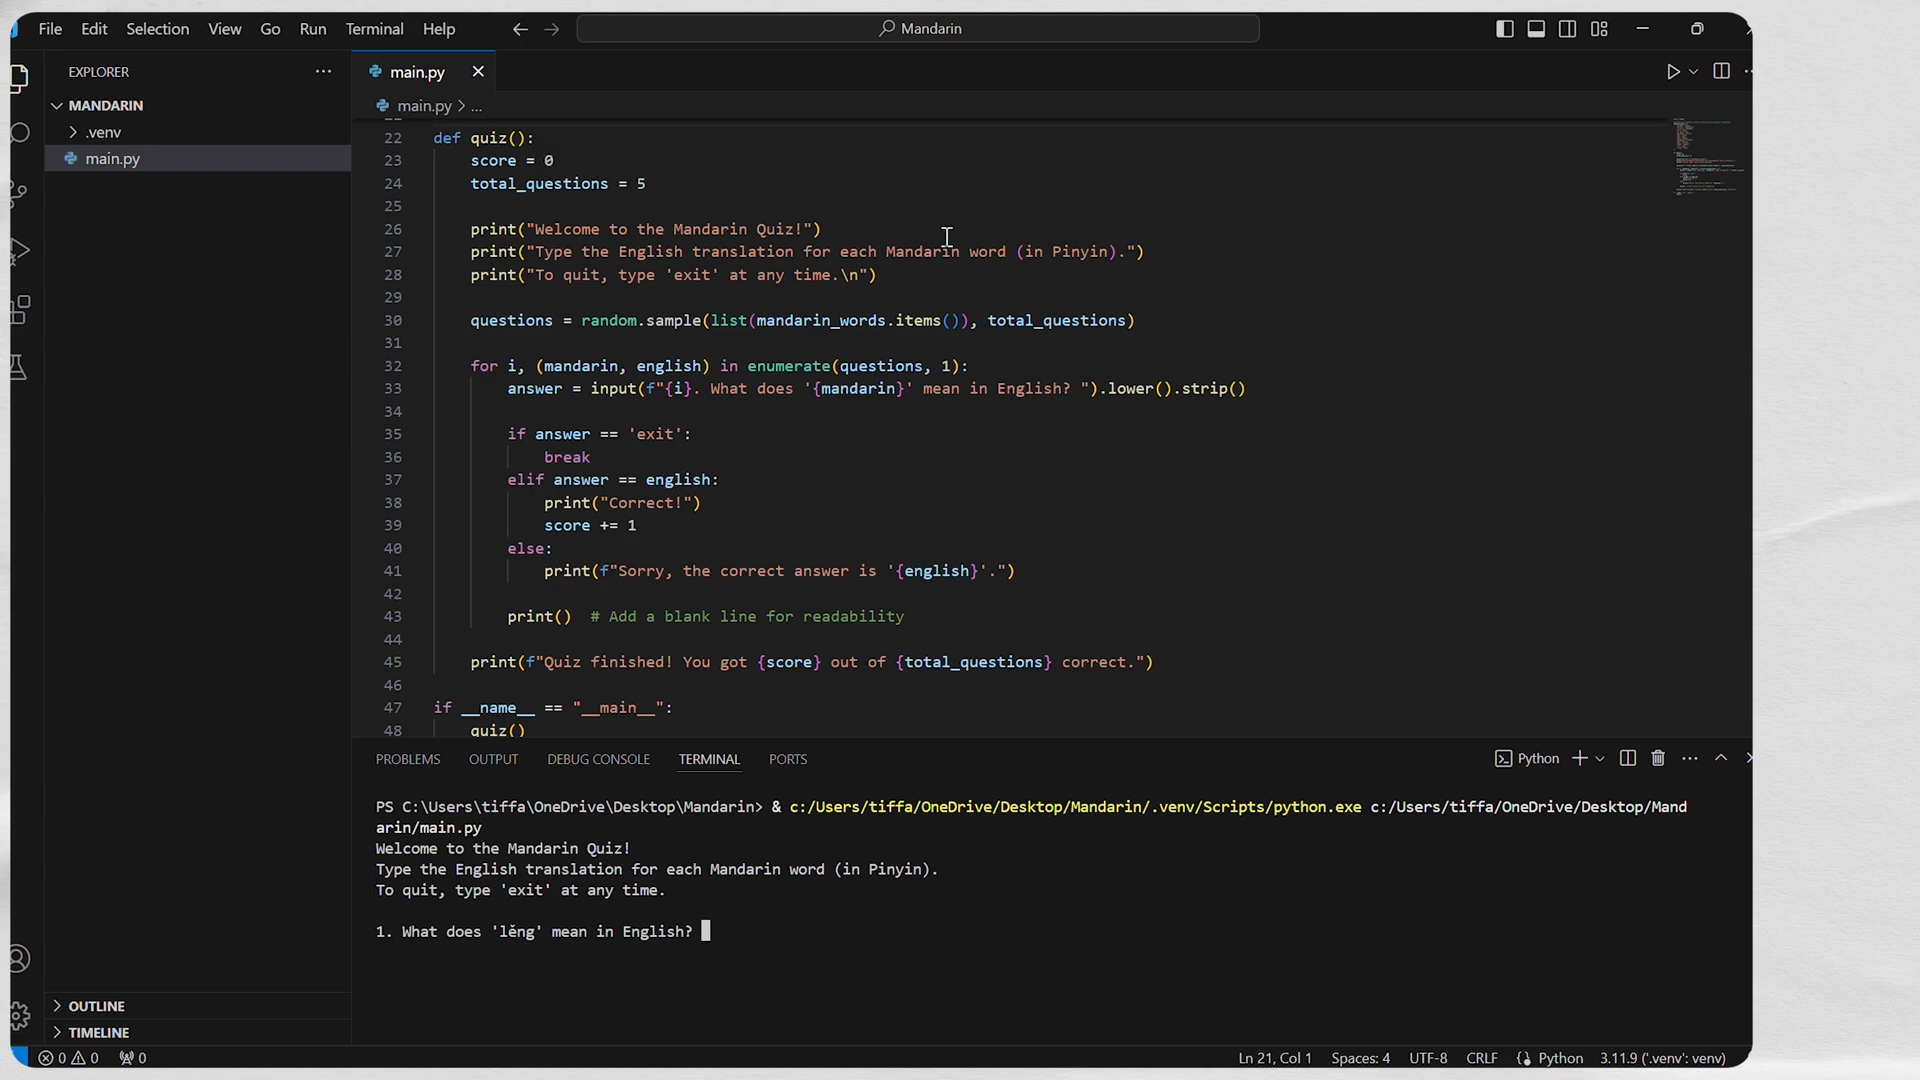 File Edit Selection View Go Run Terminal Help
Mandarin
EXPLORER
MANDARIN
.venv
main.py
main.py
main.py > ...
22 def quiz():
23 score = 0
24 total_questions = 5
25
26 print("Welcome to the Mandarin Quiz!")
27 print("Type the English translation for each Mandarin word (in Pinyin).")
28 print("To quit, type 'exit' at any time.\n")
29
30 questions = random.sample(list(mandarin_words.items()), total_questions)
31
32 for i, (mandarin, english) in enumerate(questions, 1):
33 answer = input(f"{i}. What does '{mandarin}' mean in English? ").lower().strip()
34
35 if answer == 'exit':
36 break
37 elif answer == english:
38 print("Correct!")
39 score += 1
40 else:
41 print(f"Sorry, the correct answer is '{english}'.")
42
43 print() # Add a blank line for readability
44
45 print(f"Quiz finished! You got {score} out of {total_questions} correct.")
46
47 if __name__ == "__main__":
48 quiz()
PROBLEMS OUTPUT DEBUG CONSOLE TERMINAL PORTS
Python
PS C:\Users\tiffa\OneDrive\Desktop\Mandarin> & c:/Users/tiffa/OneDrive/Desktop/Mandarin/.venv/Scripts/python.exe c:/Users/tiffa/OneDrive/Desktop/Mand
arin/main.py
Welcome to the Mandarin Quiz!
Type the English translation for each Mandarin word (in Pinyin).
To quit, type 'exit' at any time.
1. What does 'lěng' mean in English?
OUTLINE
TIMELINE
0 0 0
Ln 21, Col 1 Spaces: 4 UTF-8 CRLF Python 3.11.9 ('.venv': venv)